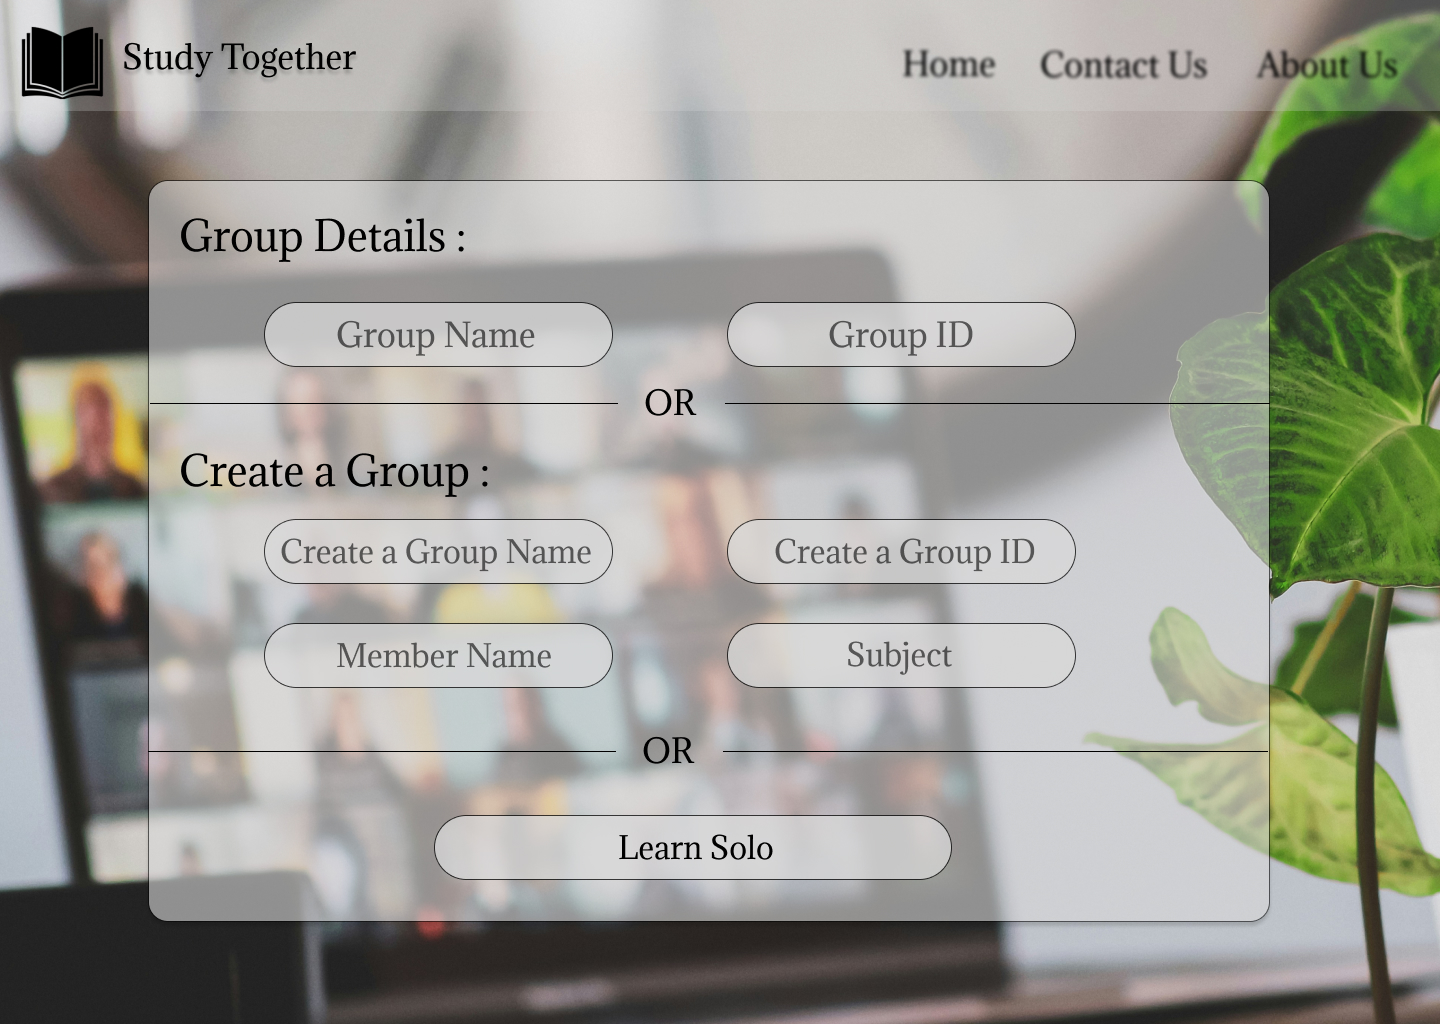 Study Together
Home Contact Us About Us
Group Details :
Group Name Group ID
OR
Create a Group :
Create a Group Name Create a Group ID
Member Name Subject
OR
Learn Solo